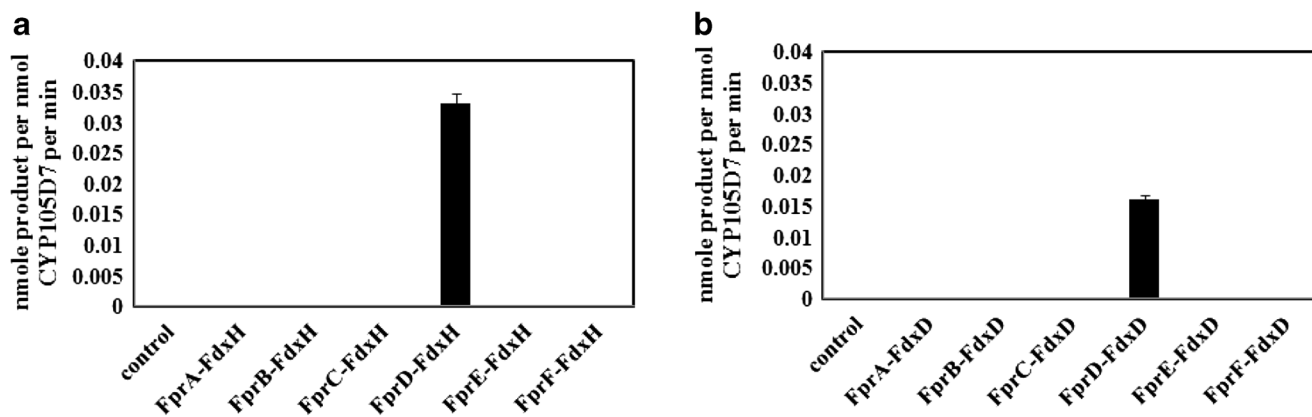 a
nmole product per nmol
CYP105D7 per min
0.04
0.035
0.03
0.025
0.02
0.015
0.01
0.005
0
control
FprA-FdxH
FprB-FdxH
FprC-FdxH
FprD-FdxH
FprE-FdxH
FprF-FdxH
b
nmole product per nmol
CYP105D7 per min
0.04
0.035
0.03
0.025
0.02
0.015
0.01
0.005
0
control
FprA-FdxD
FprB-FdxD
FprC-FdxD
FprD-FdxD
FprE-FdxD
FprF-FdxD